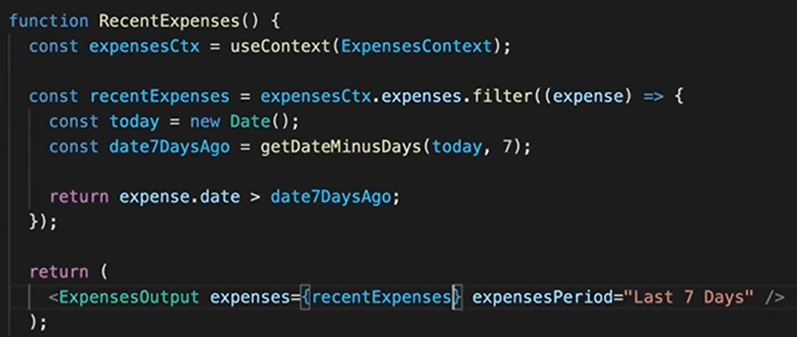 function RecentExpenses() {
  const expensesCtx = useContext(ExpensesContext);

  const recentExpenses = expensesCtx.expenses.filter((expense) => {
    const today = new Date();
    const date7DaysAgo = getDateMinusDays(today, 7);

    return expense.date > date7DaysAgo;
  });

  return (
    <ExpensesOutput expenses={recentExpenses} expensesPeriod="Last 7 Days" />
  );